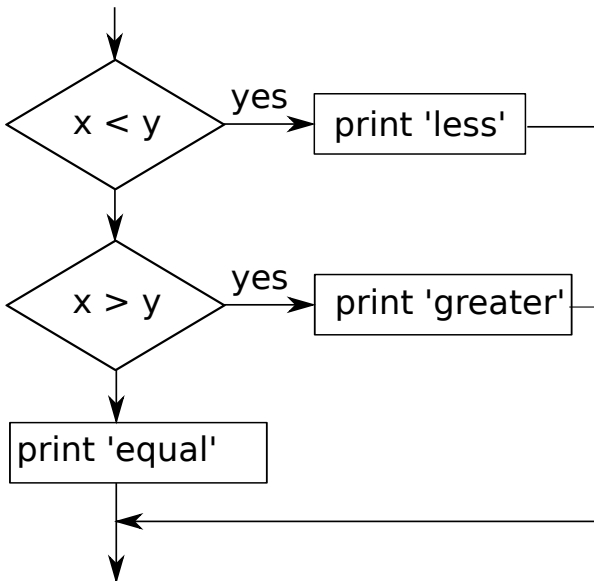 yes
x < y
print 'less'
yes
x > y
print 'greater'
print 'equal'